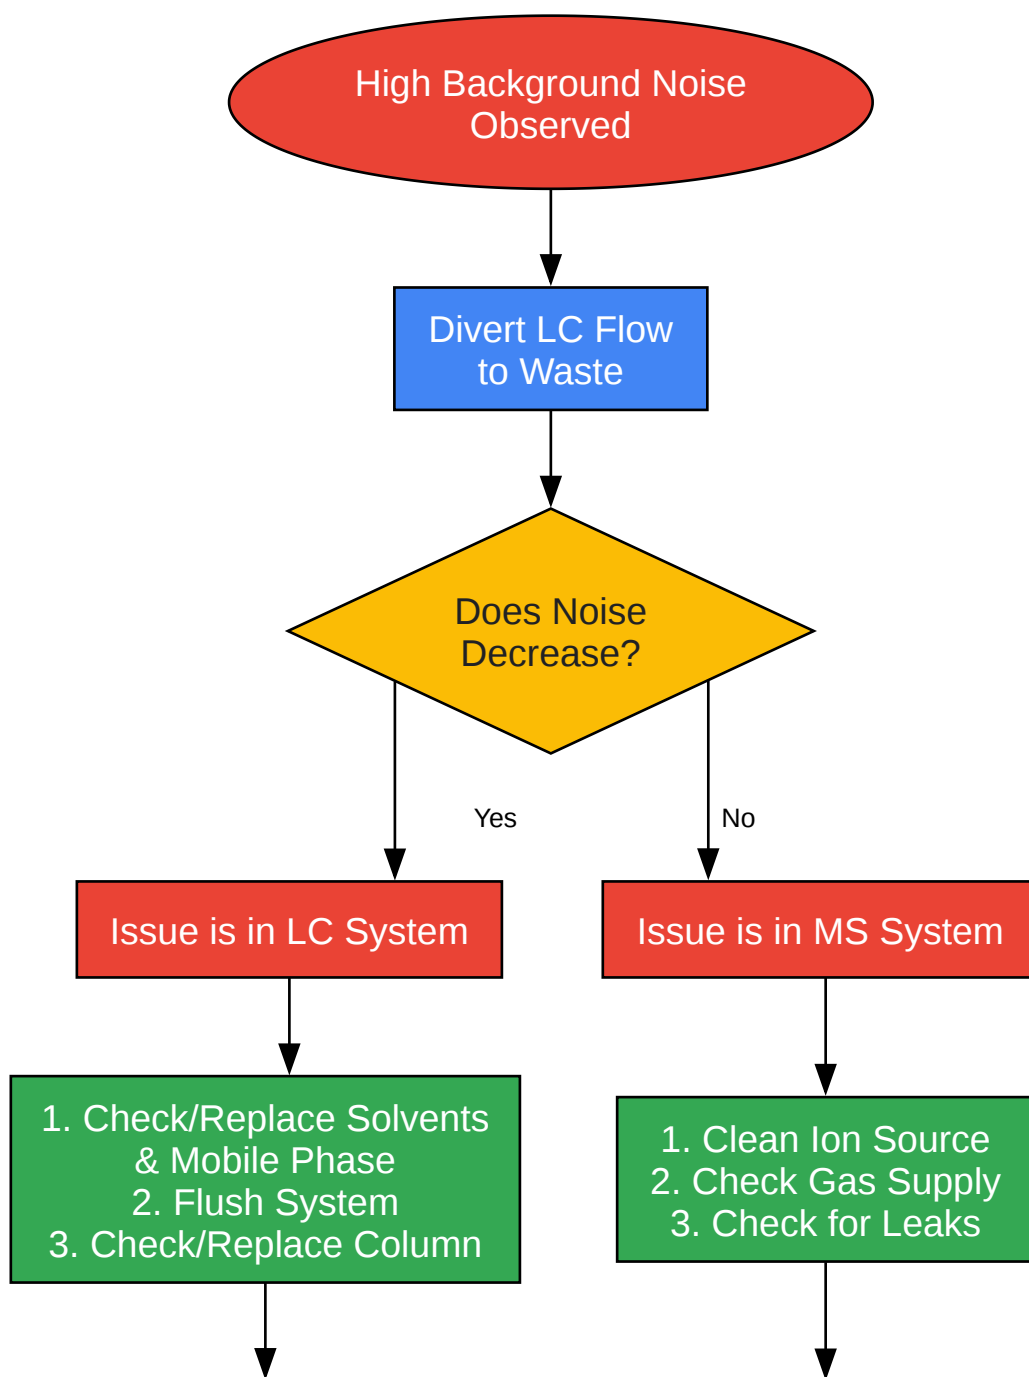 High Background Noise
Observed
Divert LC Flow
to Waste
Does Noise
Decrease?
Yes
No
Issue is in LC System
Issue is in MS System
1. Check/Replace Solvents
& Mobile Phase
2. Flush System
3. Check/Replace Column
1. Clean Ion Source
2. Check Gas Supply
3. Check for Leaks